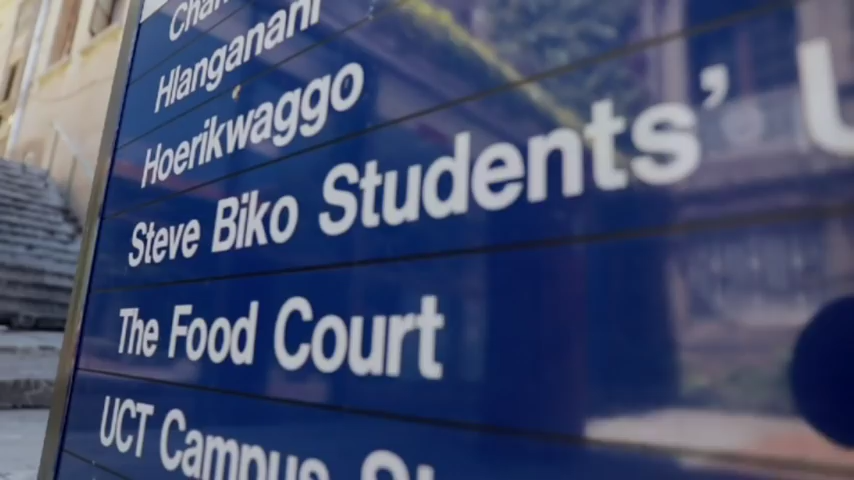 Hlanganani
Hoerikwaggo
Steve Biko Students'
The Food Court
UCT Campus